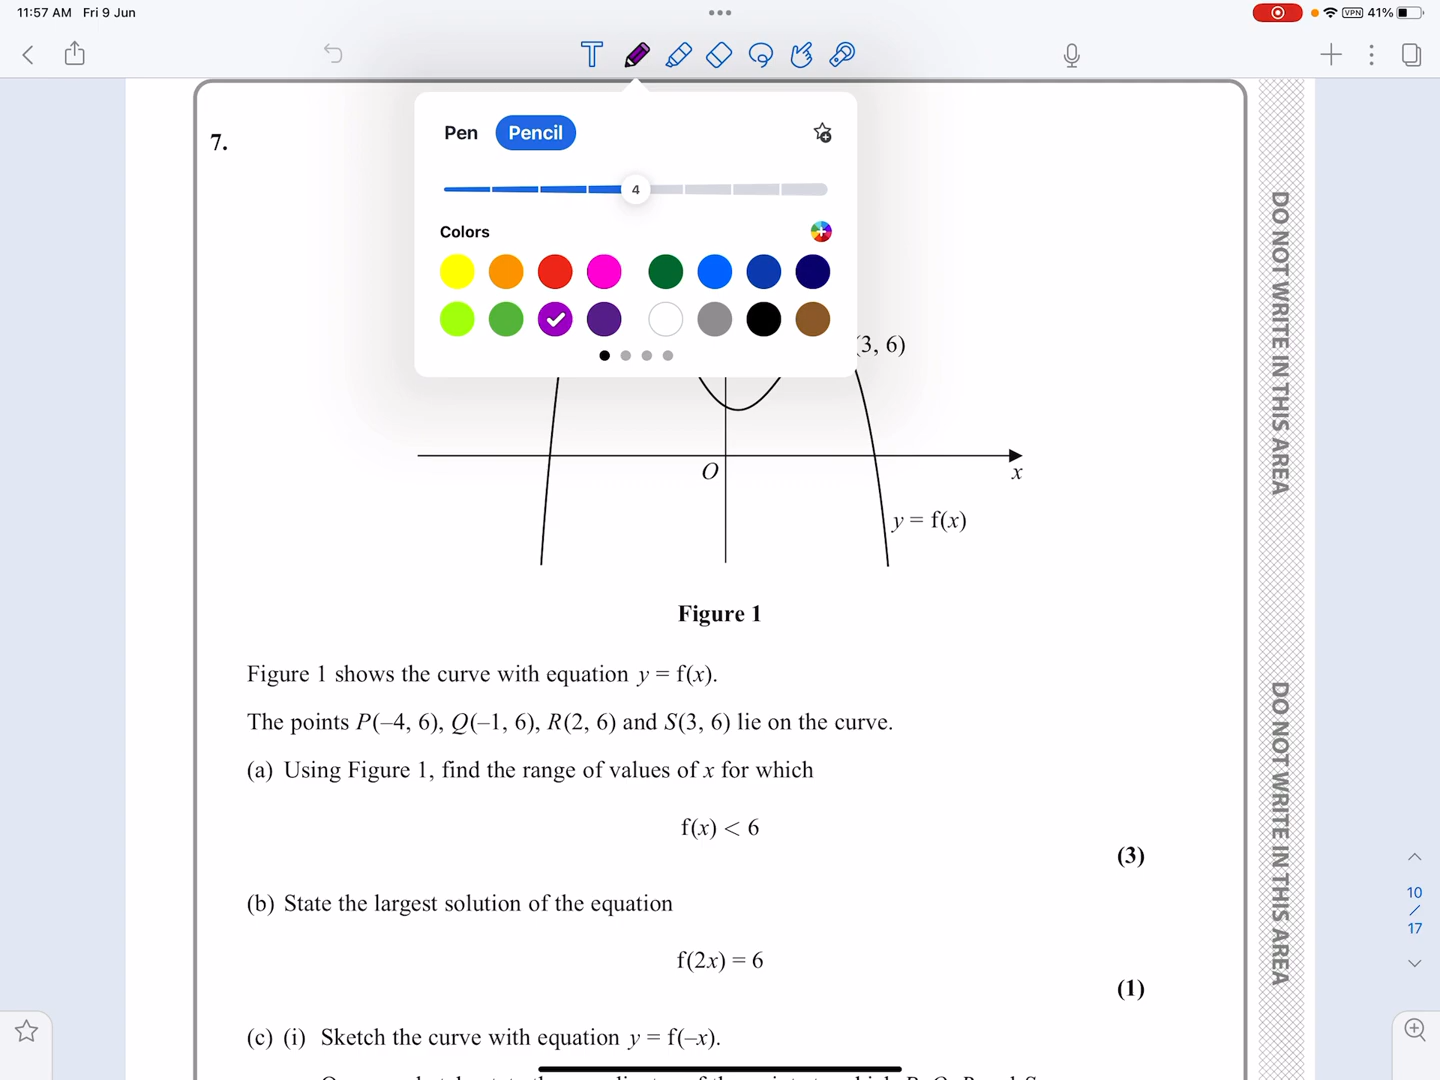 11:57 AM Fri 9 Jun
VPN 41%
T
7.
Pen Pencil
4
Colors
(3, 6)
O
x
y = f(x)
Figure 1
Figure 1 shows the curve with equation y = f(x).
The points P(–4, 6), Q(–1, 6), R(2, 6) and S(3, 6) lie on the curve.
(a) Using Figure 1, find the range of values of x for which
f(x) < 6
(3)
(b) State the largest solution of the equation
f(2x) = 6
(1)
(c) (i) Sketch the curve with equation y = f(–x).
DO NOT WRITE IN THIS AREA
DO NOT WRITE IN THIS AREA
10
/
17